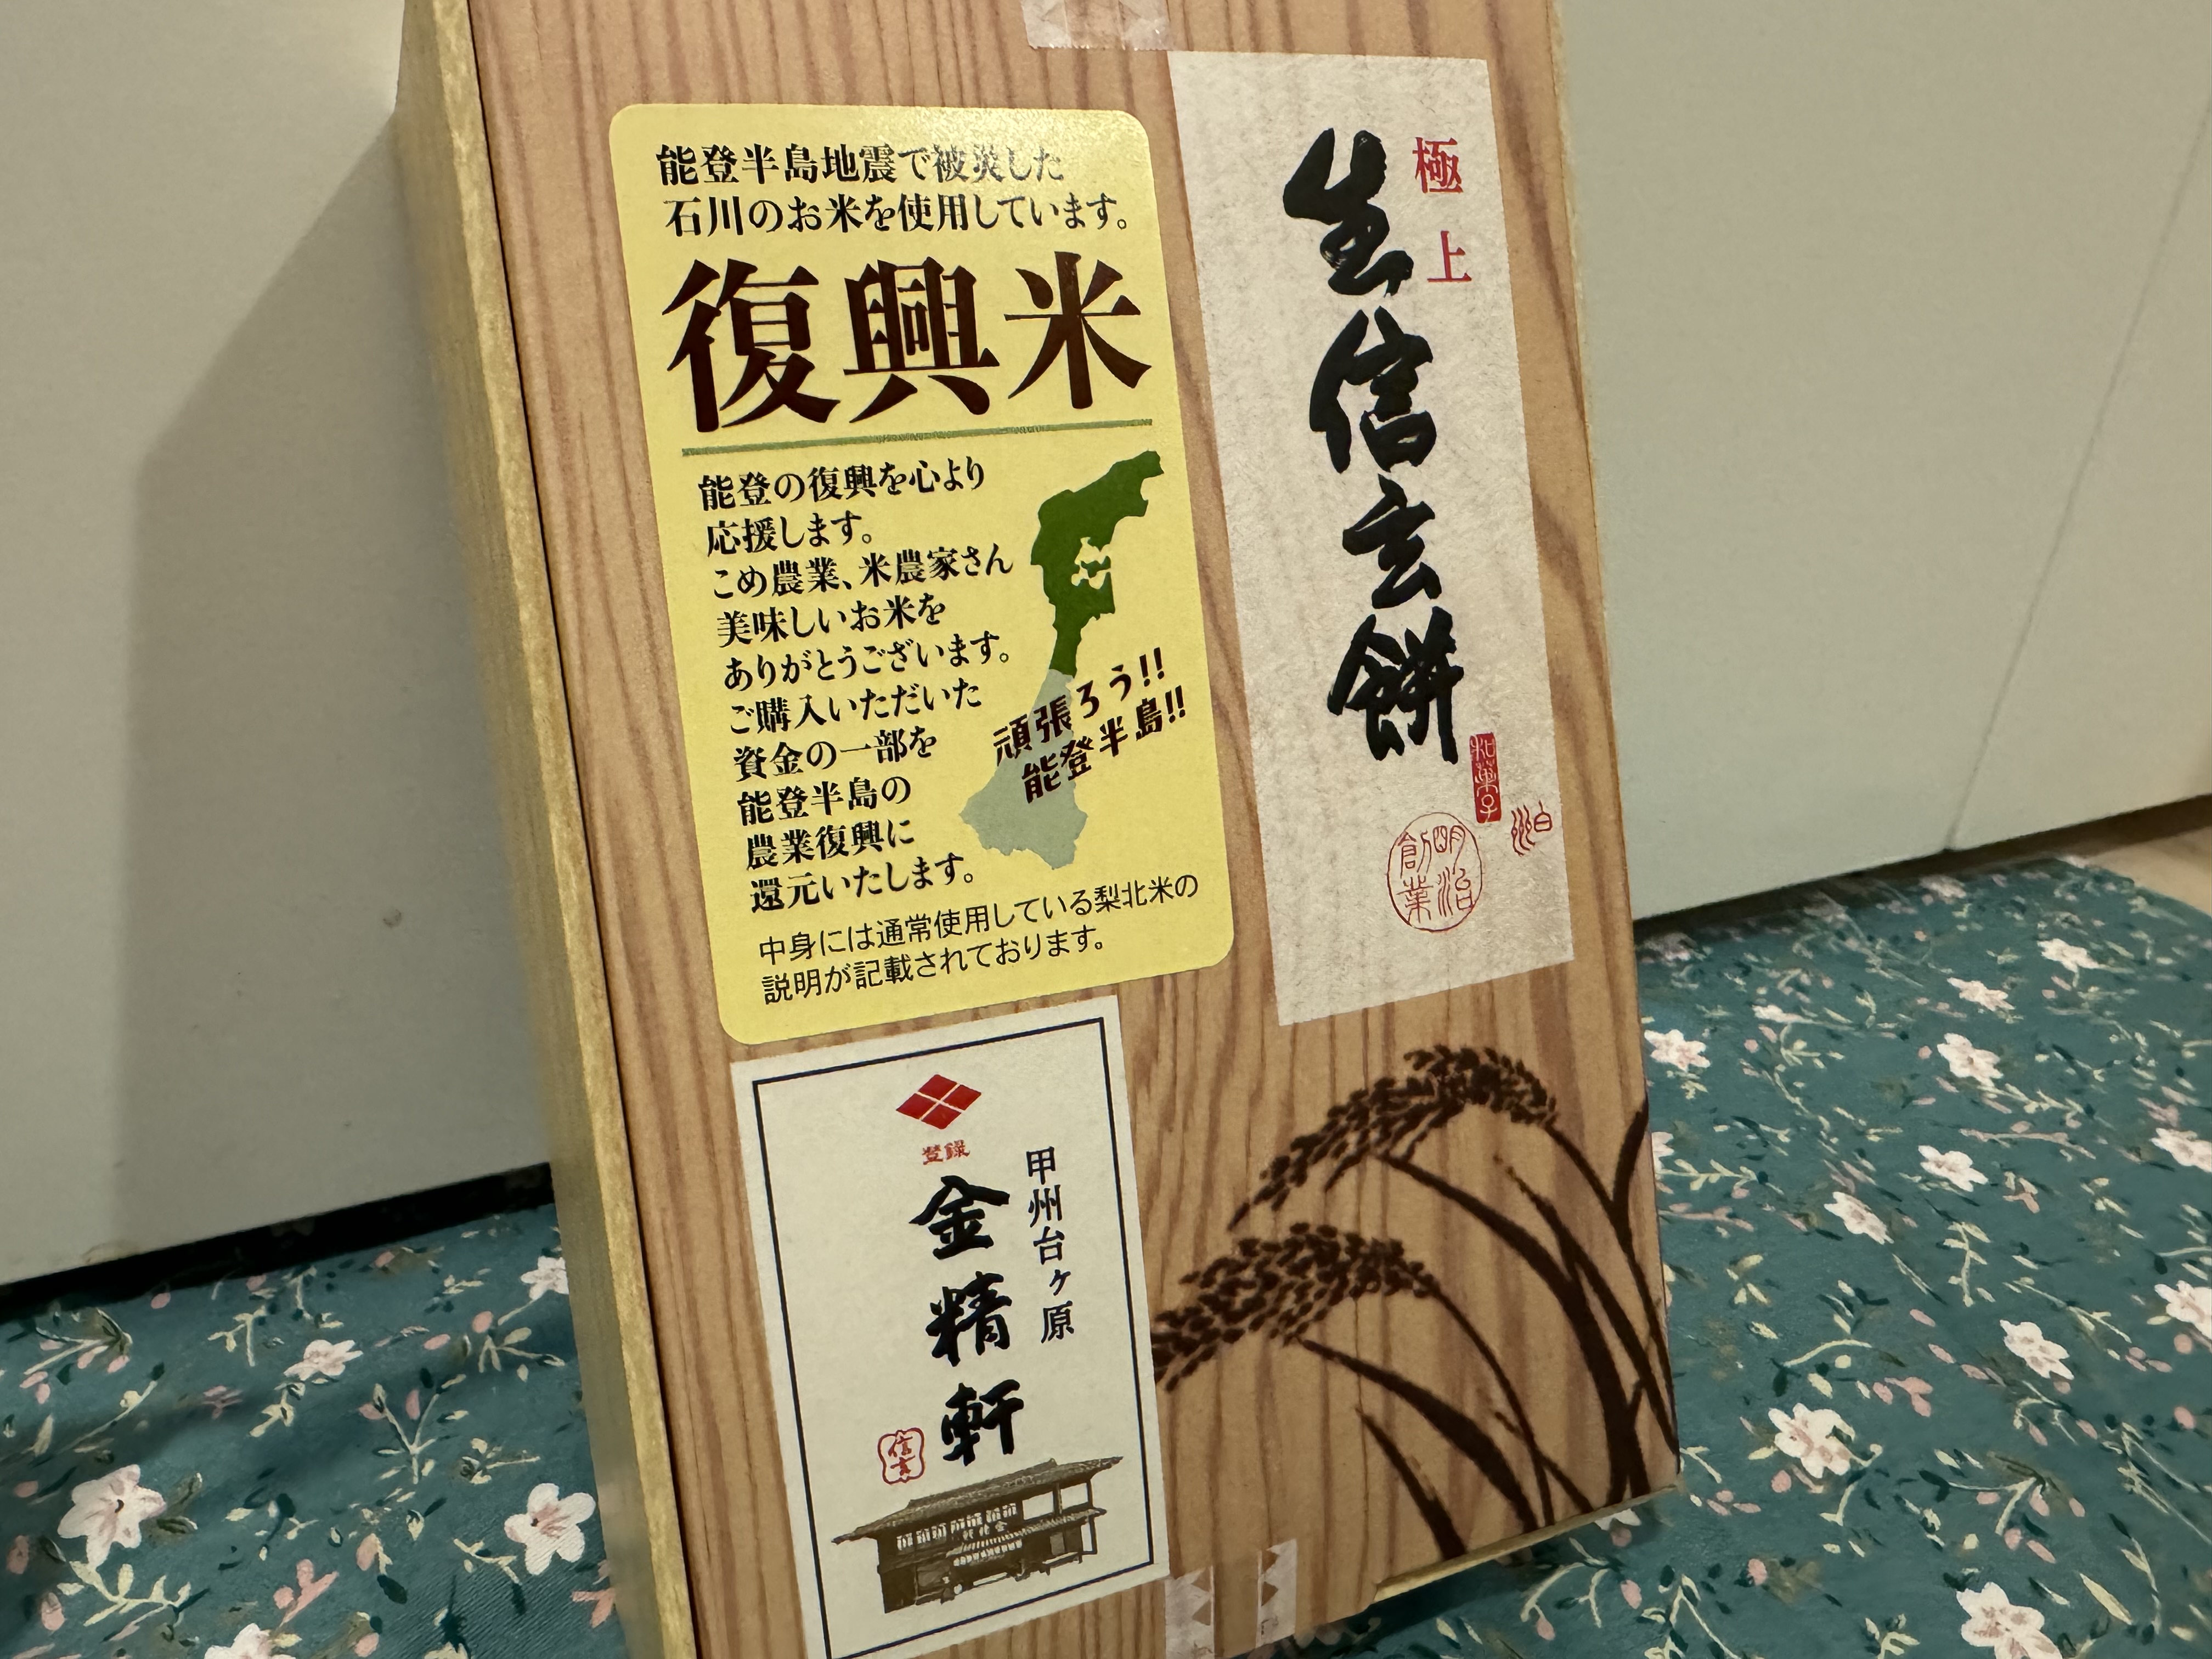 能登半島地震で被災した
石川のお米を使用しています。
復興米
能登の復興を心より
応援します。
こめ農業、米農家さん
美味しいお米を
ありがとうございます。
ご購入いただいた
資金の一部を
能登半島の
農業復興に
還元いたします。
頑張ろう!!
能登半島!!
中身には通常使用している梨北米の
説明が記載されております。
極上
生信玄餅
和菓子
明治
創業
登録
甲州台ヶ原
金精軒
信玄